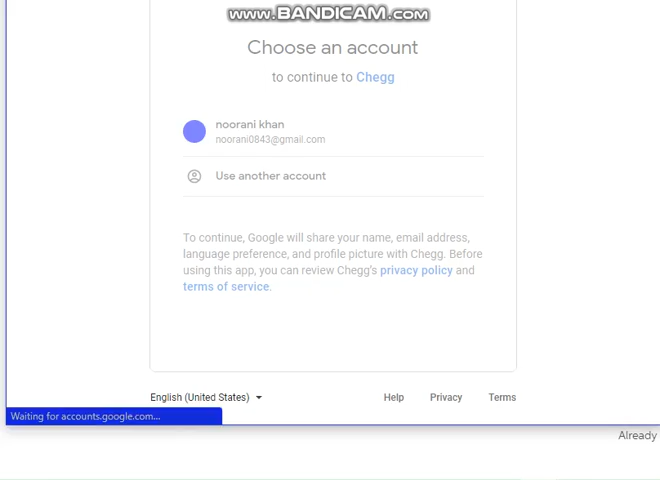 www.BANDICAM.com
Choose an account
to continue to Chegg
noorani khan
noorani0843@gmail.com
Use another account
To continue, Google will share your name, email address,
language preference, and profile picture with Chegg. Before
using this app, you can review Chegg's privacy policy and
terms of service.
English (United States)
Help
Privacy
Terms
Waiting for accounts.google.com...
Already